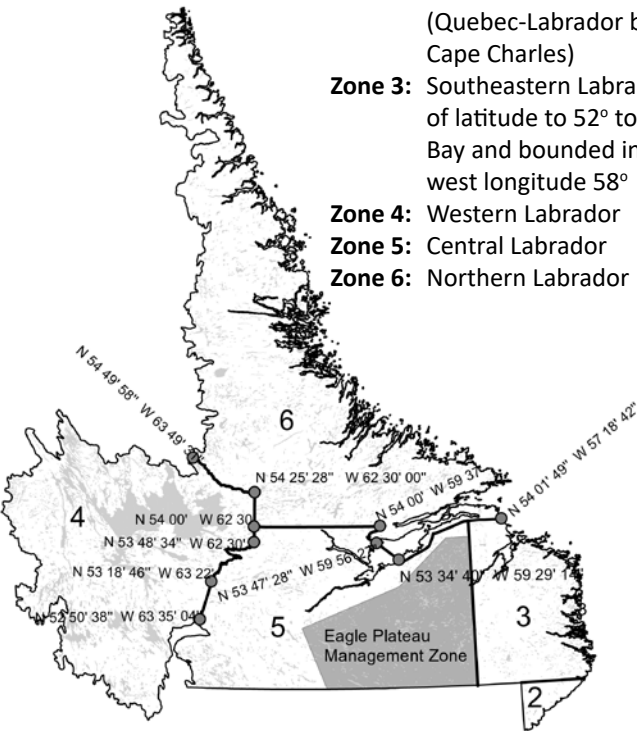 (Quebec-Labrador b
Cape Charles)
Zone 3: Southeastern Labra
of latitude to 52° to
Bay and bounded in
west longitude 58°
Zone 4: Western Labrador
Zone 5: Central Labrador
Zone 6: Northern Labrador
N 54 49' 58" W 63 49'
6
N 54 25' 28" W 62 30' 00"
N 54 00' W 59 37'
N 54 01' 49" W 57 18' 42"
4
N 54 00' W 62 30'
N 53 48' 34" W 62 30'
N 53 18' 46" W 63 22'
N 53 47' 28" W 59 56'
N 53 34' 40" W 59 29' 14"
N 52 50' 38" W 63 35' 04"
5
Eagle Plateau
Management Zone
3
2